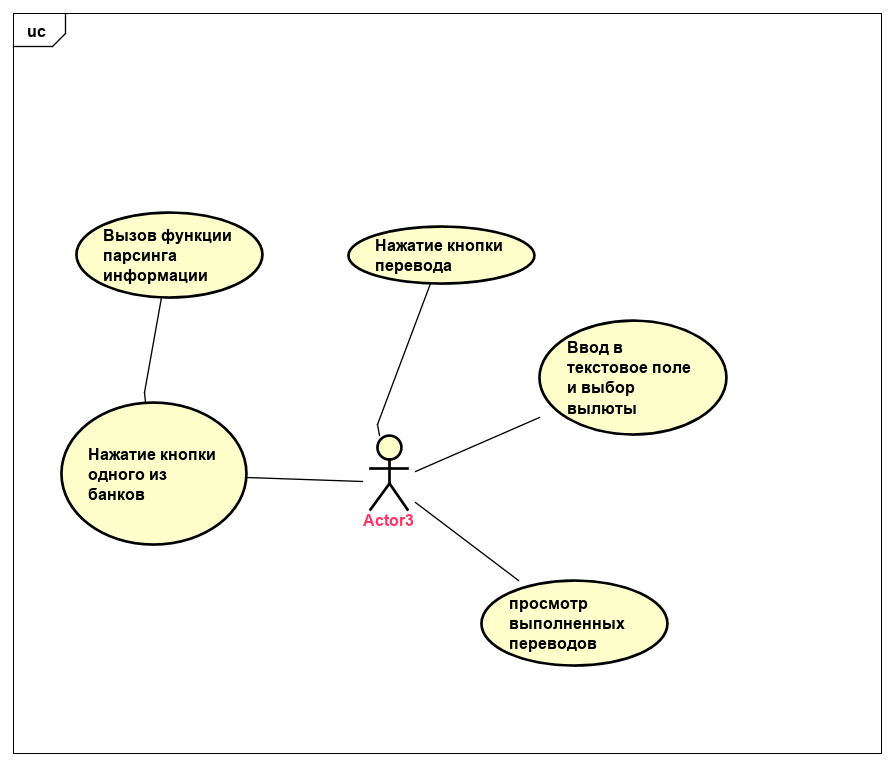 uc
Вызов функции
парсинга
информации
Нажатие кнопки
перевода
Ввод в
текстовое поле
и выбор
вылюты
Нажатие кнопки
одного из
банков
Actor3
просмотр
выполненных
переводов